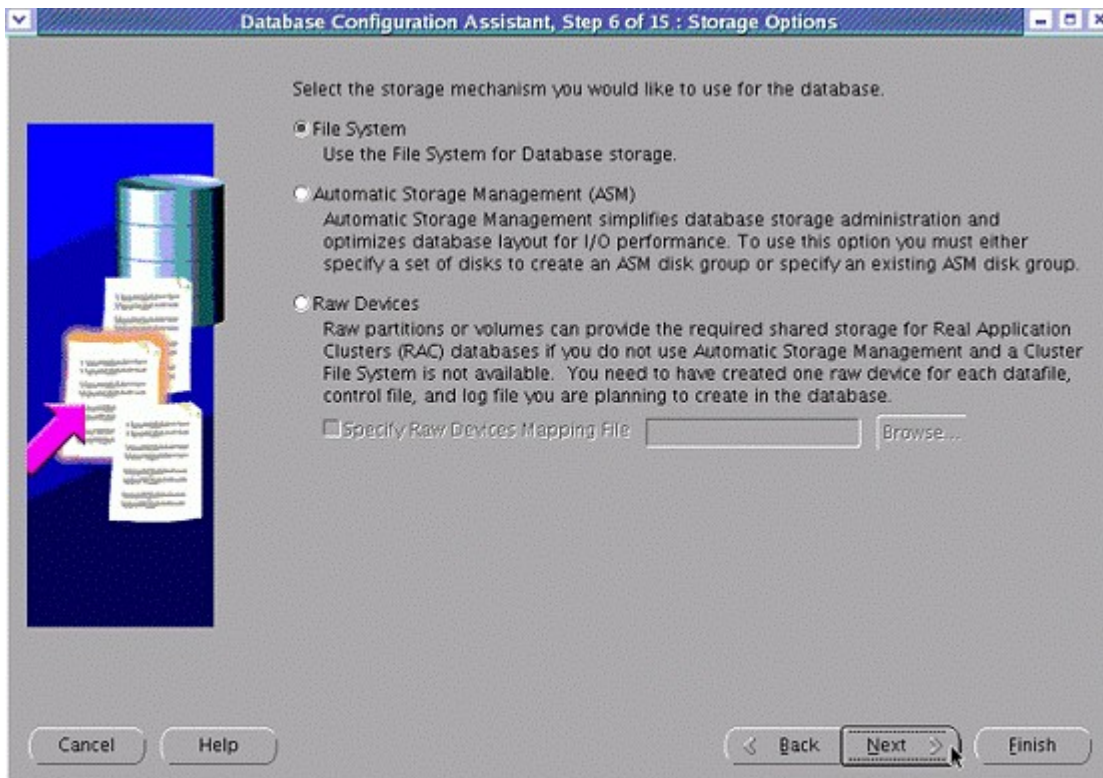 Database Configuration Assistant, Step 6 of 15 : Storage Options
Select the storage mechanism you would like to use for the database.
File System
Use the File System for Database storage.
Automatic Storage Management (ASM)
Automatic Storage Management simplifies database storage administration and
optimizes database layout for I/O performance. To use this option you must either
specify a set of disks to create an ASM disk group or specify an existing ASM disk group.
Raw Devices
Raw partitions or volumes can provide the required shared storage for Real Application
Clusters (RAC) databases if you do not use Automatic Storage Management and a Cluster
File System is not available. You need to have created one raw device for each datafile,
control file, and log file you are planning to create in the database.
Specify Raw Devices Mapping File
Browse...
Cancel
Help
Back
Next
Finish